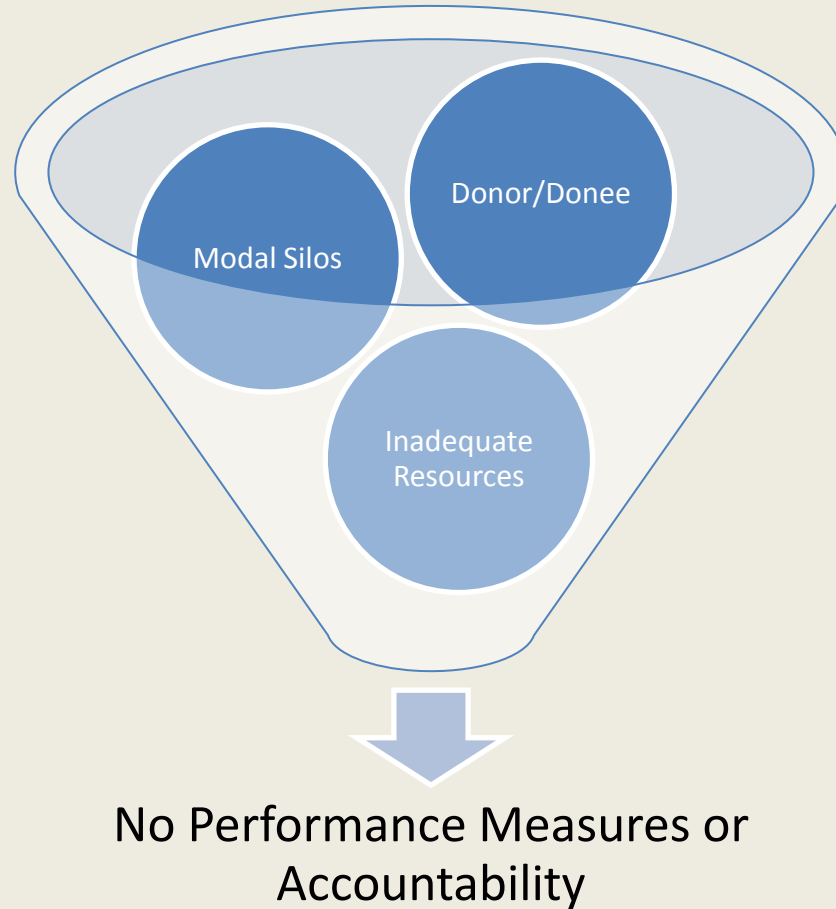 Donor/Donee
Modal Silos
Inadequate
Resources
No Performance Measures or
Accountability